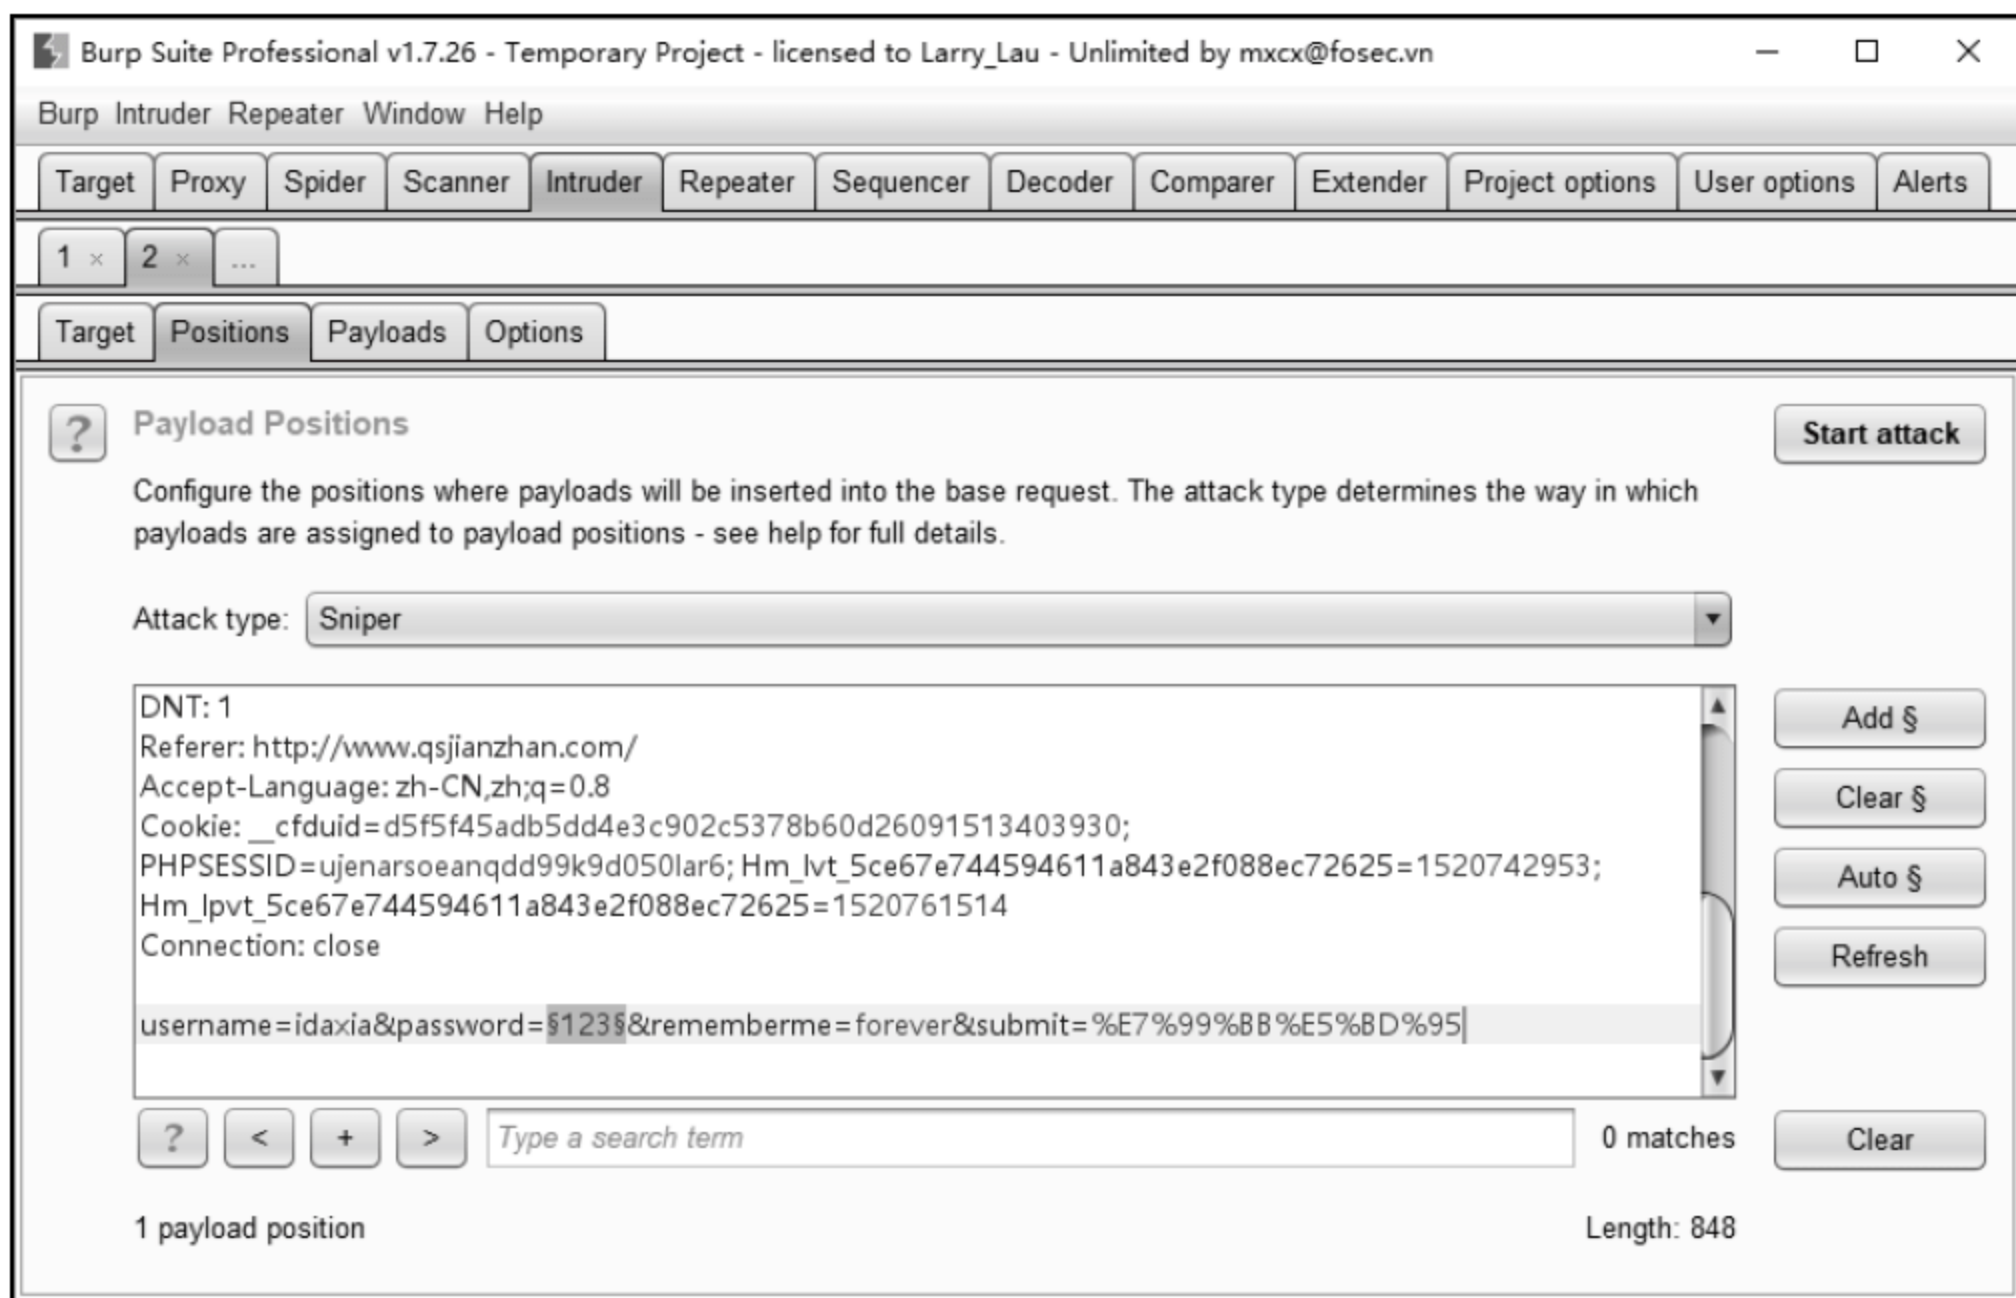 Burp Suite Professional v1.7.26 - Temporary Project - licensed to Larry_Lau - Unlimited by mxcx@fosec.vn
Burp Intruder Repeater Window Help
Target Proxy Spider Scanner Intruder Repeater Sequencer Decoder Comparer Extender Project options User options Alerts
1 × 2 × ...
Target Positions Payloads Options
? Payload Positions Start attack
Configure the positions where payloads will be inserted into the base request. The attack type determines the way in which
payloads are assigned to payload positions - see help for full details.
Attack type: Sniper
DNT: 1
Add §
Referer: http://www.qsjianzhan.com/
Accept-Language: zh-CN,zh;q=0.8
Clear §
Cookie: __cfduid=d5f5f45adb5dd4e3c902c5378b60d26091513403930;
PHPSESSID=ujenarsoeanqdd99k9d050lar6; Hm_lvt_5ce67e744594611a843e2f088ec72625=1520742953;
Auto §
Hm_lpvt_5ce67e744594611a843e2f088ec72625=1520761514
Connection: close
Refresh
username=idaxia&password=§123§&rememberme=forever&submit=%E7%99%BB%E5%BD%95
? < + > Type a search term 0 matches Clear
1 payload position Length: 848